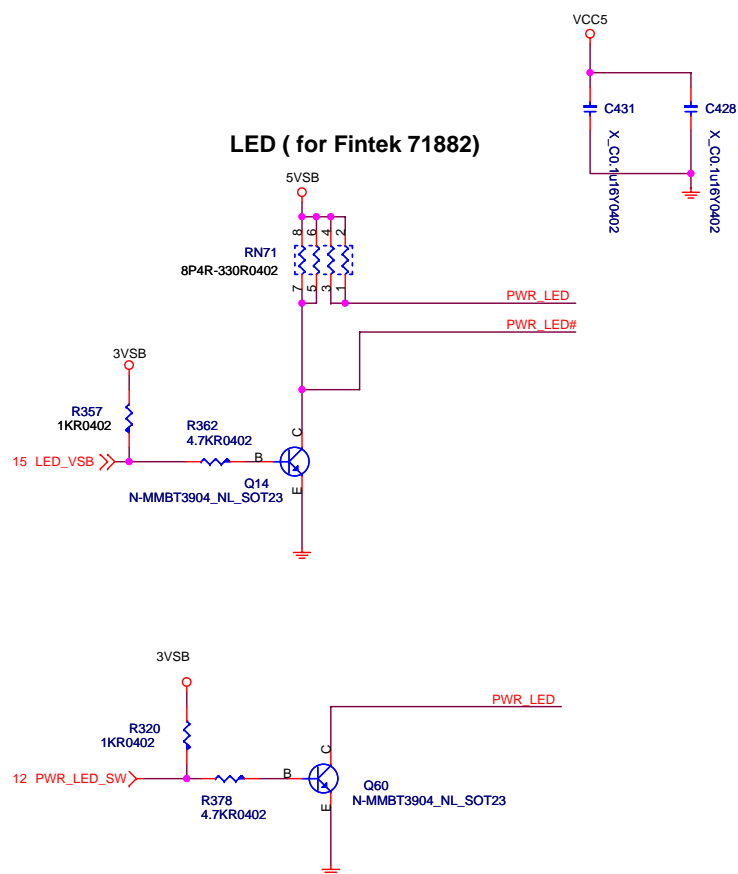 VCC5
C431
C428
X_C0.1u16Y0402
X_C0.1u16Y0402
LED ( for Fintek 71882)
5VSB
8 6 4 2
RN71
8P4R-330R0402
7 5 3 1
PWR_LED
PWR_LED#
3VSB
R357
1KR0402
R362
4.7KR0402
C
15 LED_VSB
B
Q14
N-MMBT3904_NL_SOT23
E
3VSB
PWR_LED
R320
1KR0402
C
12 PWR_LED_SW
B
Q60
N-MMBT3904_NL_SOT23
R378
4.7KR0402
E